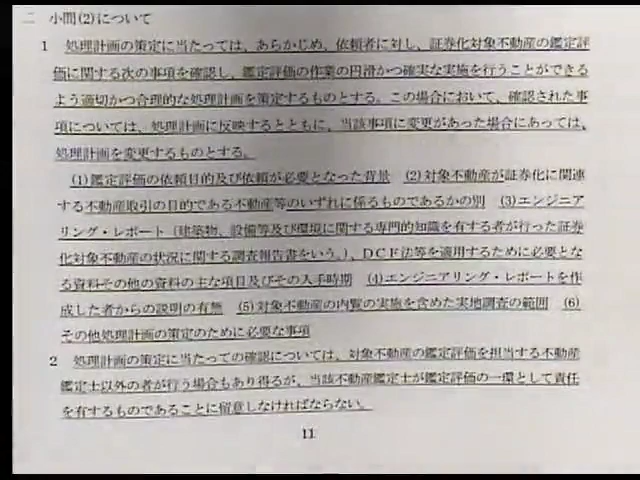 二 小問(2)について
1 処理計画の策定に当たっては、あらかじめ、依頼者に対し、証券化対象不動産の鑑定評
価に関する次の事項を確認し、鑑定評価の作業の円滑かつ確実な実施を行うことができる
よう適切かつ合理的な処理計画を策定するものとする。この場合において、確認された事
項については、処理計画に反映するとともに、当該事項に変更があった場合にあっては、
処理計画を変更するものとする。
(1)鑑定評価の依頼目的及び依頼が必要となった背景 (2)対象不動産が証券化に関連
する不動産取引の目的である不動産等のいずれに係るものであるかの別 (3)エンジニア
リング・レポート(建築物、設備等及び環境に関する専門的知識を有する者が行った証券
化対象不動産の状況に関する調査報告書をいう。)、DCF法等を適用するために必要とな
る資料その他の資料の主な項目及びその入手時期 (4)エンジニアリング・レポートを作
成した者からの説明の有無 (5)対象不動産の内覧の実施を含めた実地調査の範囲 (6)
その他処理計画の策定のために必要な事項
2 処理計画の策定に当たっての確認については、対象不動産の鑑定評価を担当する不動産
鑑定士以外の者が行う場合もあり得るが、当該不動産鑑定士が鑑定評価の一環として責任
を有するものであることに留意しなければならない。
11